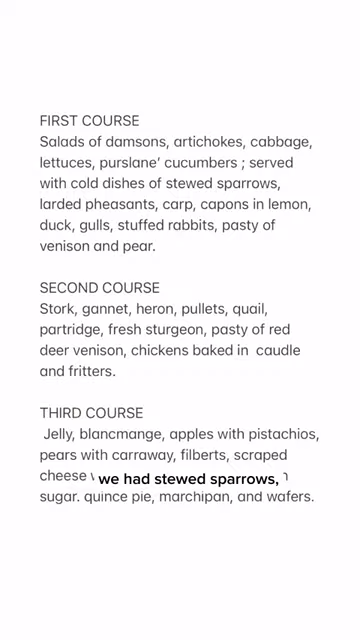 FIRST COURSE
Salads of damsons, artichokes, cabbage,
lettuces, purslane’ cucumbers ; served
with cold dishes of stewed sparrows,
larded pheasants, carp, capons in lemon,
duck, gulls, stuffed rabbits, pasty of
venison and pear.
SECOND COURSE
Stork, gannet, heron, pullets, quail,
partridge, fresh sturgeon, pasty of red
deer venison, chickens baked in caudle
and fritters.
THIRD COURSE
Jelly, blancmange, apples with pistachios,
pears with carraway, filberts, scraped
cheese
we had stewed sparrows,
sugar. quince pie, marchipan, and wafers.